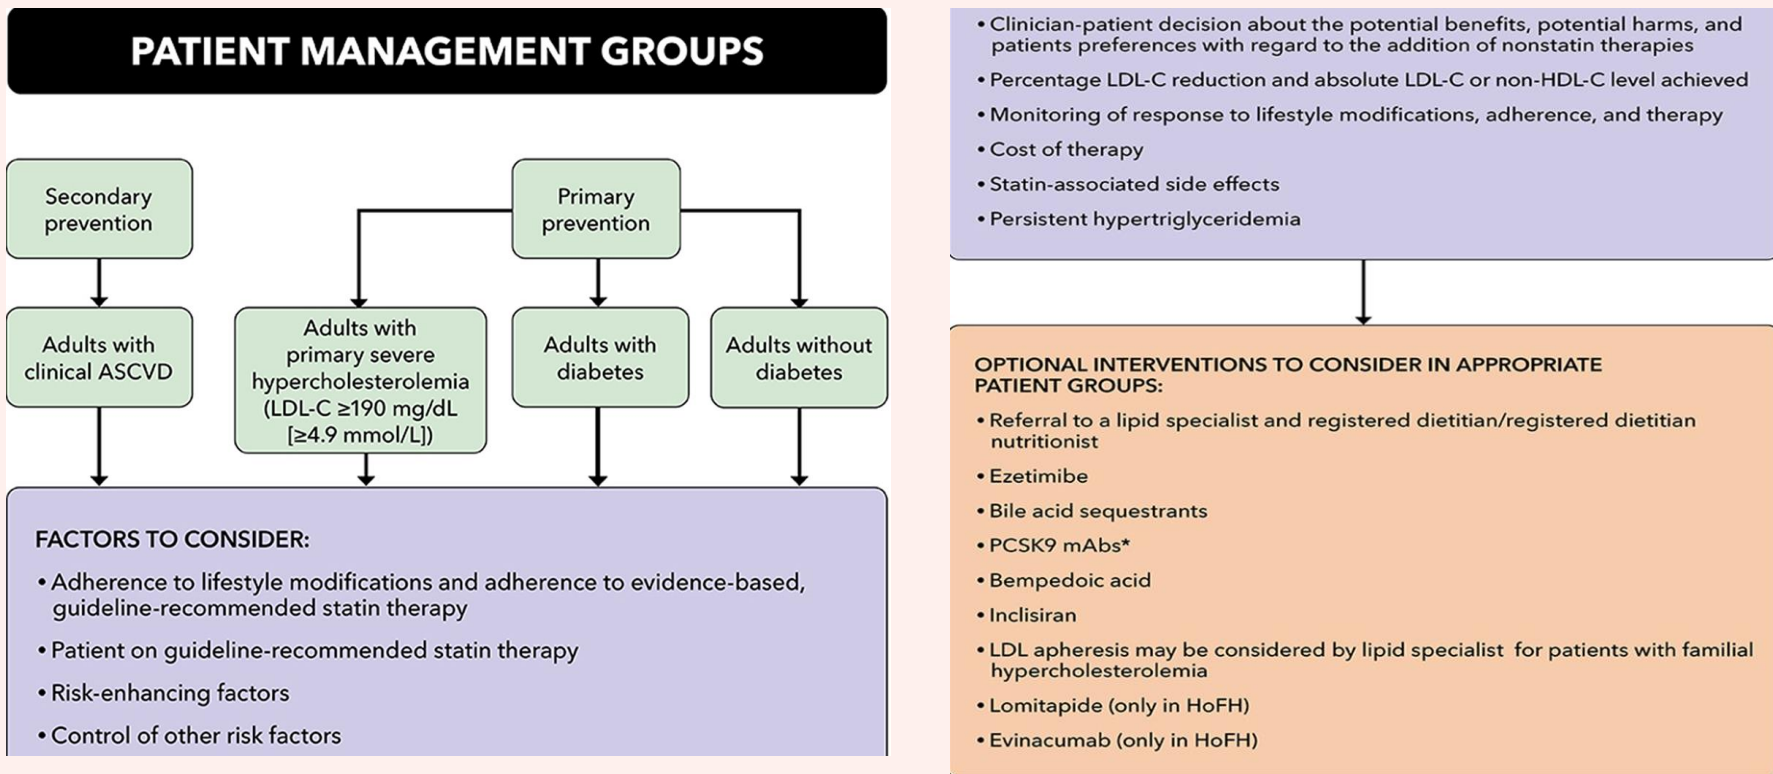 PATIENT MANAGEMENT GROUPS
Secondary
prevention
Primary
prevention
Adults with
clinical ASCVD
Adults with
primary severe
hypercholesterolemia
(LDL-C ≥190 mg/dL
[≥4.9 mmol/L])
Adults with
diabetes
Adults without
diabetes
FACTORS TO CONSIDER:
• Adherence to lifestyle modifications and adherence to evidence-based,
guideline-recommended statin therapy
• Patient on guideline-recommended statin therapy
• Risk-enhancing factors
• Control of other risk factors
• Clinician-patient decision about the potential benefits, potential harms, and
patients preferences with regard to the addition of nonstatin therapies
• Percentage LDL-C reduction and absolute LDL-C or non-HDL-C level achieved
• Monitoring of response to lifestyle modifications, adherence, and therapy
• Cost of therapy
• Statin-associated side effects
• Persistent hypertriglyceridemia
OPTIONAL INTERVENTIONS TO CONSIDER IN APPROPRIATE
PATIENT GROUPS:
• Referral to a lipid specialist and registered dietitian/registered dietitian
nutritionist
• Ezetimibe
• Bile acid sequestrants
• PCSK9 mAbs*
• Bempedoic acid
• Inclisiran
• LDL apheresis may be considered by lipid specialist for patients with familial
hypercholesterolemia
• Lomitapide (only in HoFH)
• Evinacumab (only in HoFH)